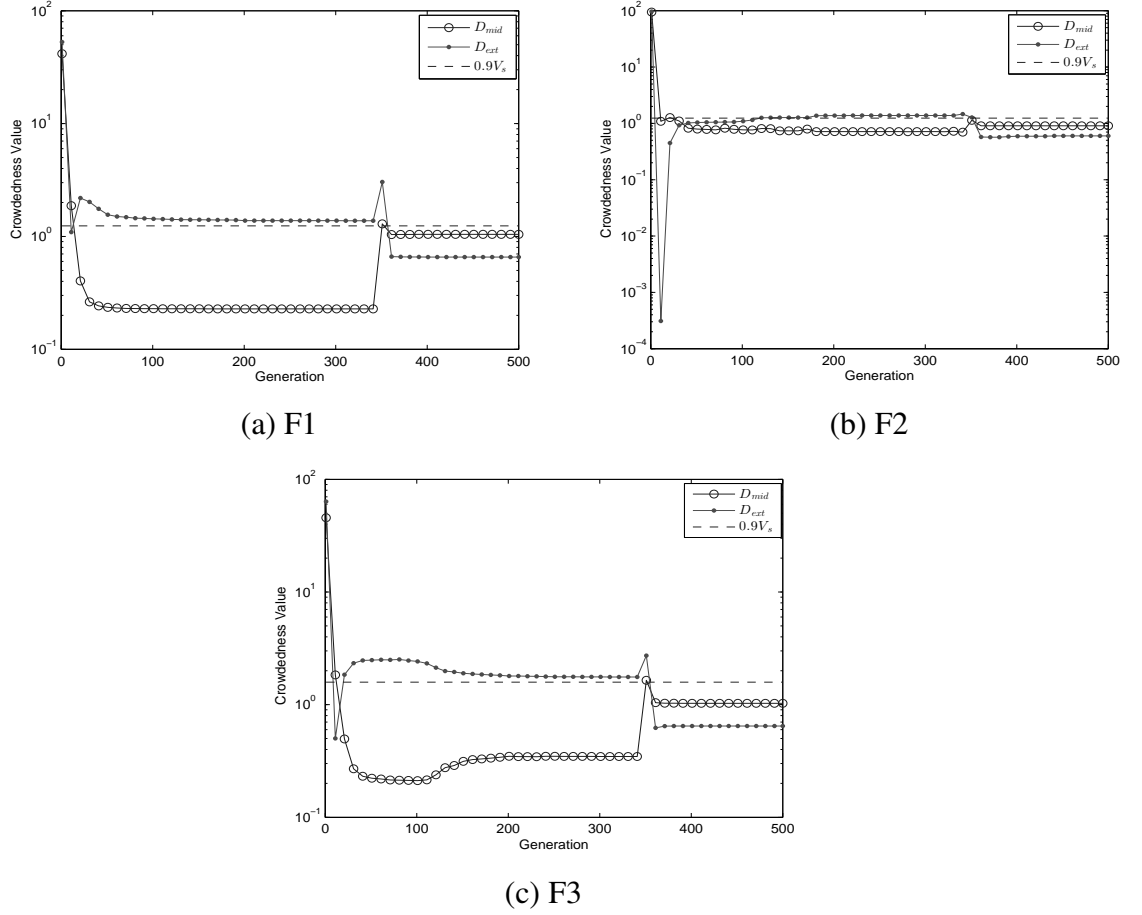 10^2
10^1
10^0
10^-1
Crowdedness Value
D_mid
D_ext
0.9V_s
0 100 200 300 400 500
Generation
(a) F1
10^2
10^1
10^0
10^-1
10^-2
10^-3
10^-4
Crowdedness Value
D_mid
D_ext
0.9V_s
0 100 200 300 400 500
Generation
(b) F2
10^2
10^1
10^0
10^-1
Crowdedness Value
D_mid
D_ext
0.9V_s
0 100 200 300 400 500
Generation
(c) F3